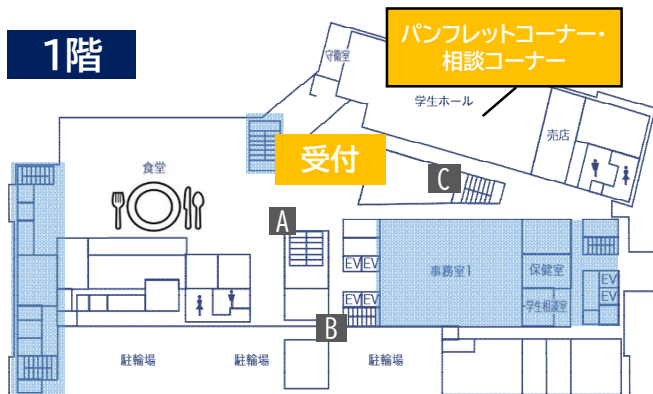 1階
パンフレットコーナー・
相談コーナー
守衛室
学生ホール
売店
受付
食堂
C
A
事務室1
保健室
EV EV
EV
EV EV
学生相談室
EV
B
駐輪場
駐輪場
駐輪場